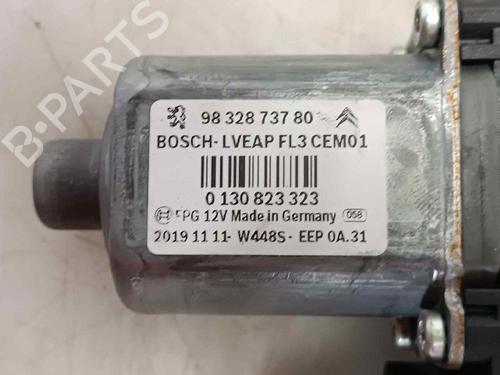 98 328 737 80
BOSCH-LVEAP FL3 CEM01
0 130 823 323
FPG 12V Made in Germany 058
2019 11 11- W448S - EEP 0A.31
B-PARTS